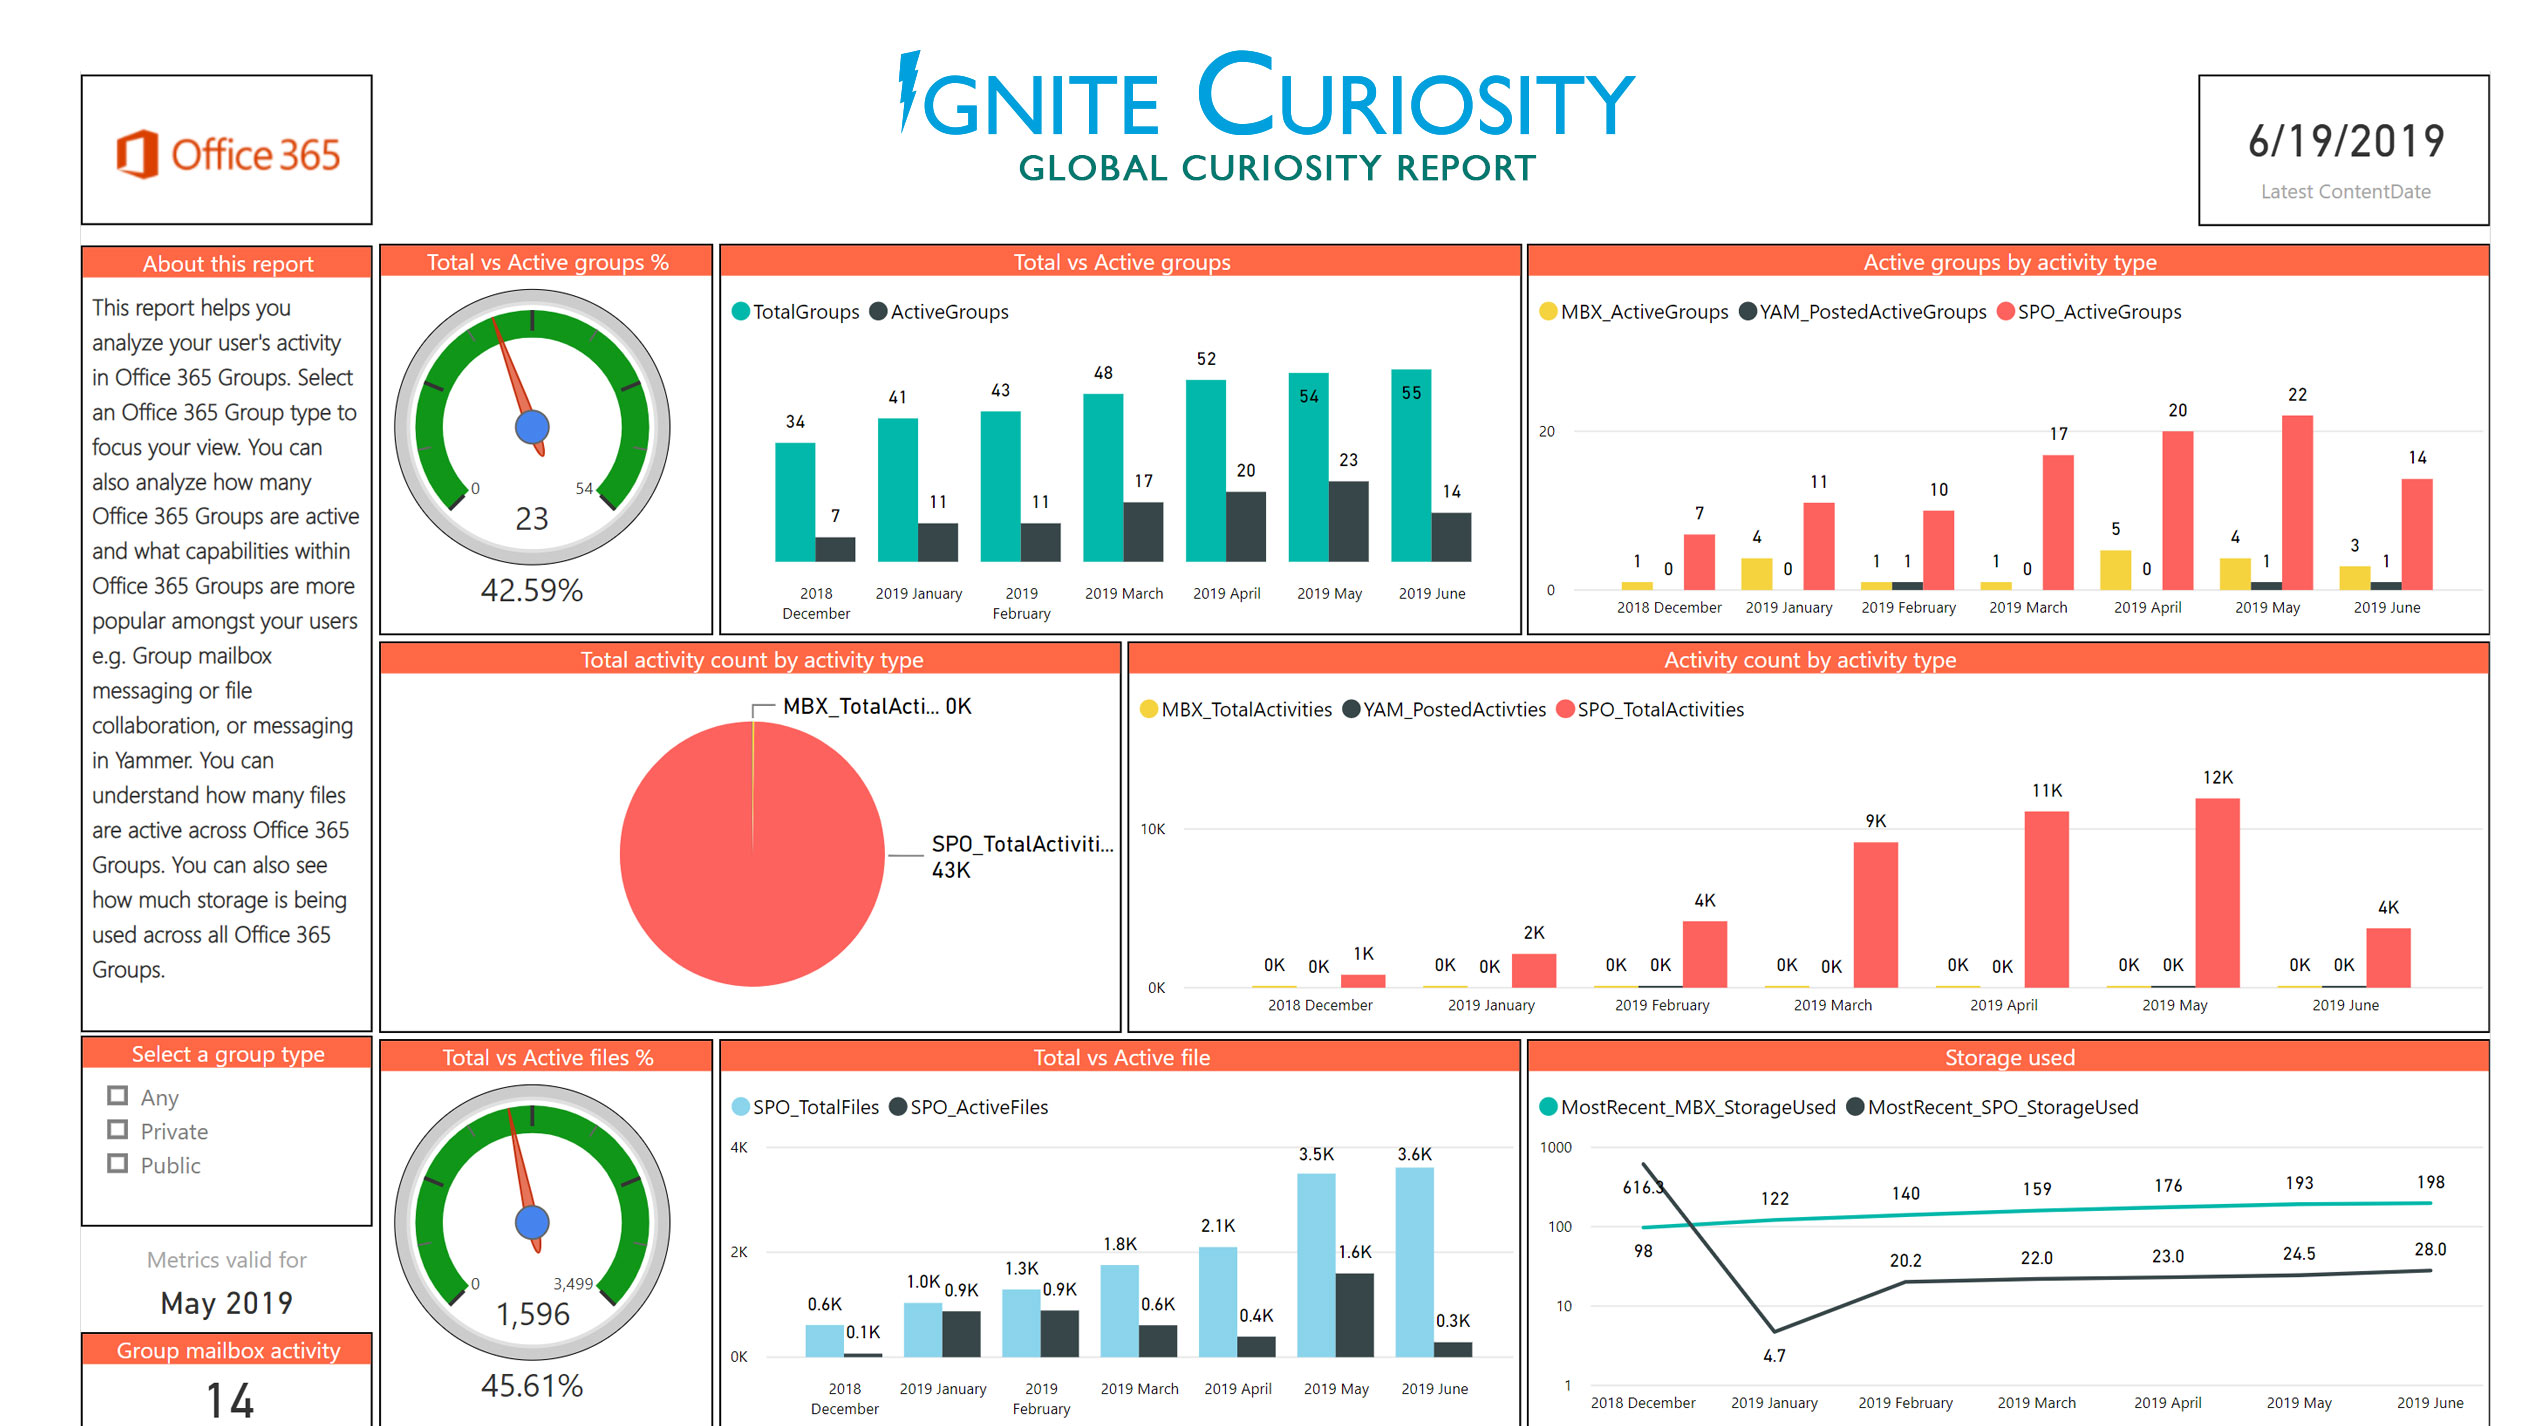 Office 365
IGNITE CURIOSITY
GLOBAL CURIOSITY REPORT
6/19/2019
Latest ContentDate
About this report
This report helps you
analyze your user's activity
in Office 365 Groups. Select
an Office 365 Group type to
focus your view. You can
also analyze how many
Office 365 Groups are active
and what capabilities within
Office 365 Groups are more
popular amongst your users
e.g. Group mailbox
messaging or file
collaboration, or messaging
in Yammer. You can
understand how many files
are active across Office 365
Groups. You can also see
how much storage is being
used across all Office 365
Groups.
Select a group type
Any
Private
Public
Metrics valid for
May 2019
Group mailbox activity
14
Total vs Active groups %
0 54
23
42.59%
Total vs Active groups
TotalGroups ActiveGroups
34 7 41 11 43 11 48 17 52 20 54 23 55 14
2018 2019 January 2019 2019 March 2019 April 2019 May 2019 June
December February
Active groups by activity type
MBX_ActiveGroups YAM_PostedActiveGroups SPO_ActiveGroups
20
0
1 0 7 4 0 11 1 1 10 1 0 17 5 0 20 4 1 22 3 1 14
2018 December 2019 January 2019 February 2019 March 2019 April 2019 May 2019 June
Total activity count by activity type
MBX_TotalActi... 0K
SPO_TotalActiviti...
43K
Activity count by activity type
MBX_TotalActivities YAM_PostedActivties SPO_TotalActivities
10K
0K
0K 0K 1K 0K 0K 2K 0K 0K 4K 0K 0K 9K 0K 0K 11K 0K 0K 12K 0K 0K 4K
2018 December 2019 January 2019 February 2019 March 2019 April 2019 May 2019 June
Total vs Active files %
0 3,499
1,596
45.61%
Total vs Active file
SPO_TotalFiles SPO_ActiveFiles
4K
2K
0K
0.6K 0.1K 1.0K 0.9K 1.3K 0.9K 1.8K 0.6K 2.1K 0.4K 3.5K 1.6K 3.6K 0.3K
2018 2019 January 2019 2019 March 2019 April 2019 May 2019 June
December February
Storage used
MostRecent_MBX_StorageUsed MostRecent_SPO_StorageUsed
1000
100
10
1
98 122 140 159 176 193 198
616.3 4.7 20.2 22.0 23.0 24.5 28.0
2018 December 2019 January 2019 February 2019 March 2019 April 2019 May 2019 June